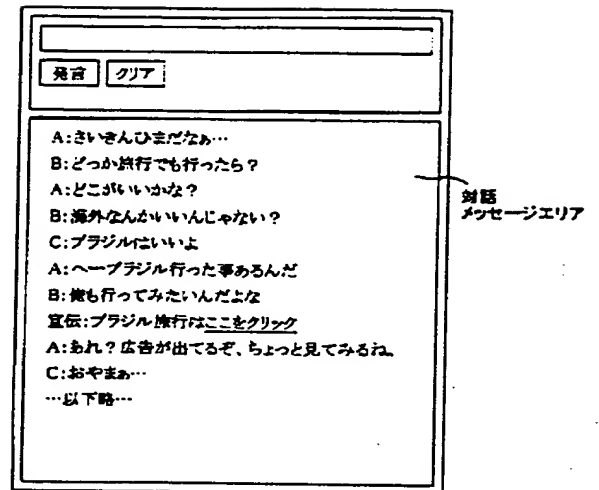 発言 クリア
A:さいきんひまだなぁ…
B:どっか旅行でも行ったら？
A:どこがいいかな？
B:海外なんかいいんじゃない？
C:ブラジルはいいよ
A:へーブラジル行った事あるんだ
B:俺も行ってみたいんだよな
宣伝:ブラジル旅行はここをクリック
A:あれ？広告が出てるぞ、ちょっと見てみるね。
C:おやまぁ…
…以下略…
対話
メッセージエリア